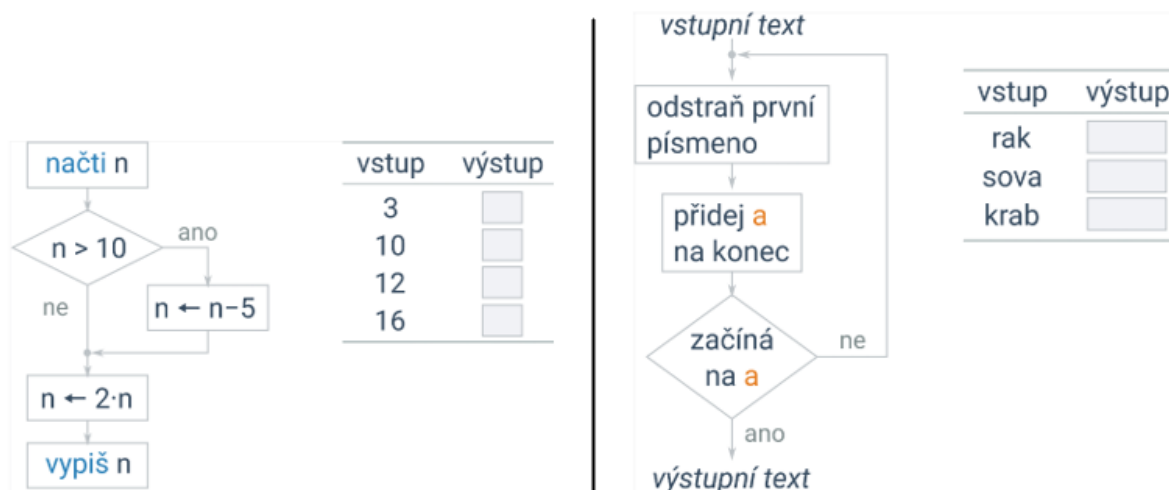 načti n
n > 10
ano
ne
n ← n−5
n ← 2·n
vypiš n
vstup výstup
3
10
12
16
vstupní text
odstraň první
písmeno
přidej a
na konec
začíná
na a
ne
ano
výstupní text
vstup výstup
rak
sova
krab